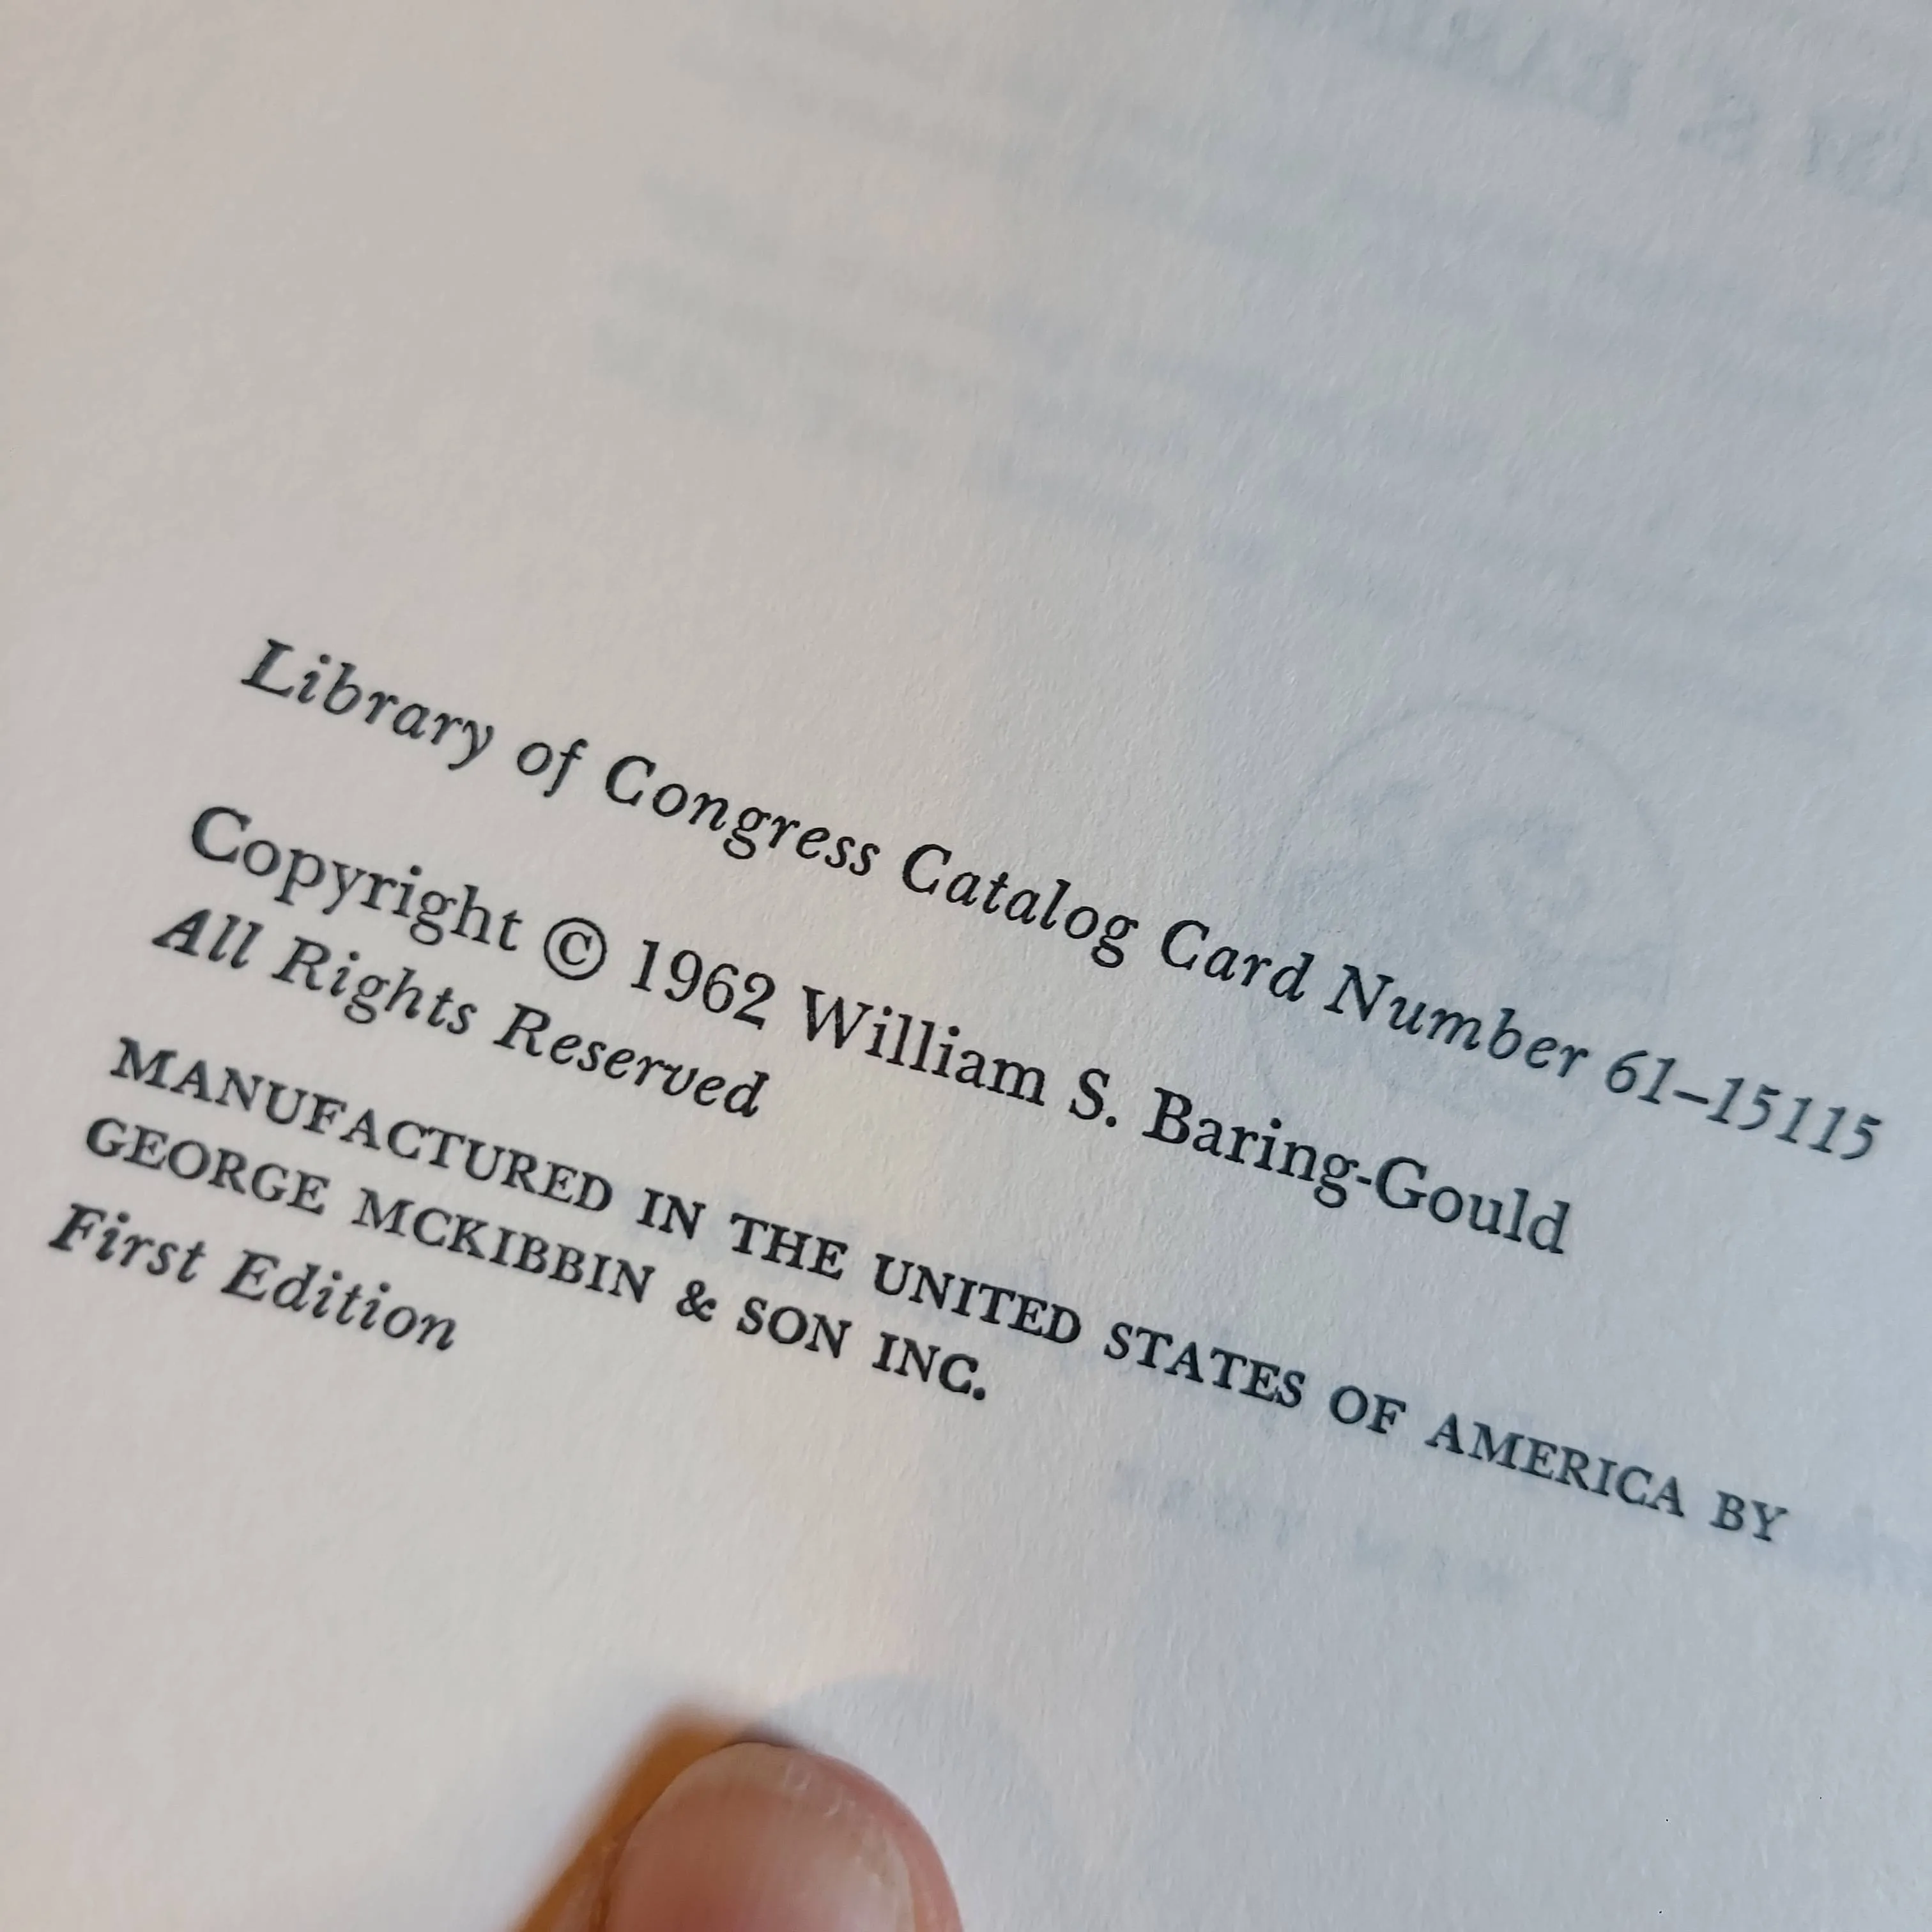 Library of Congress Catalog Card Number 61–15115
Copyright © 1962 William S. Baring-Gould
All Rights Reserved
MANUFACTURED IN THE UNITED STATES OF AMERICA BY
GEORGE MCKIBBIN & SON INC.
First Edition